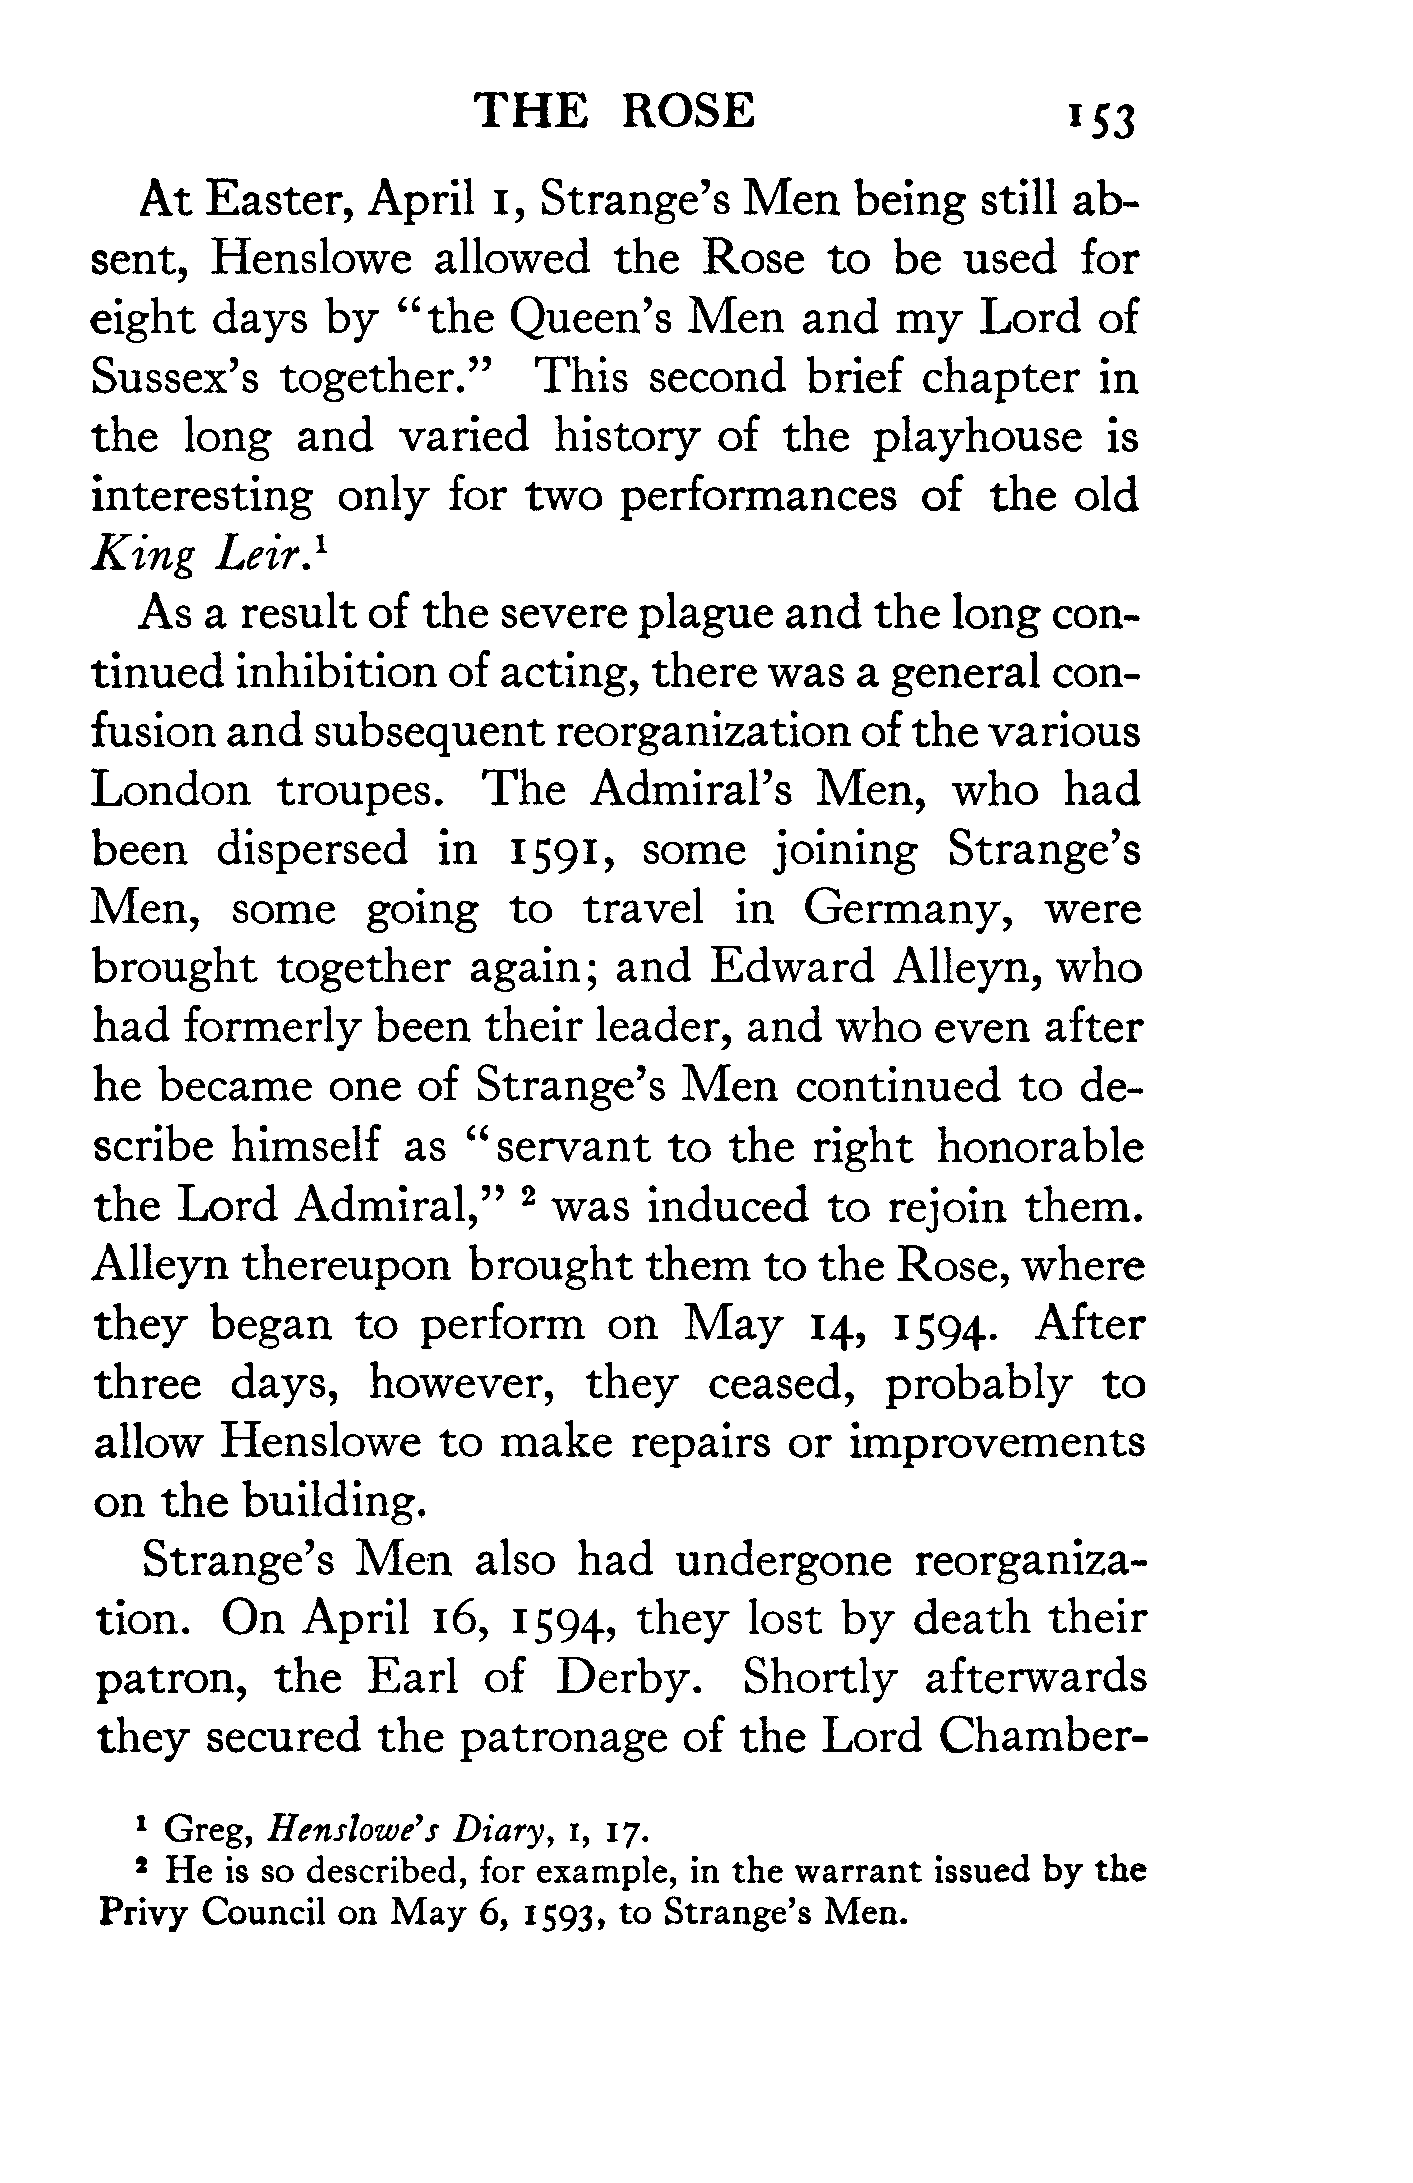 THE ROSE 153
At Easter, April 1, Strange's Men being still ab-
sent, Henslowe allowed the Rose to be used for
eight days by "the Queen's Men and my Lord of
Sussex's together." This second brief chapter in
the long and varied history of the playhouse is
interesting only for two performances of the old
King Leir.¹
As a result of the severe plague and the long con-
tinued inhibition of acting, there was a general con-
fusion and subsequent reorganization of the various
London troupes. The Admiral's Men, who had
been dispersed in 1591, some joining Strange's
Men, some going to travel in Germany, were
brought together again; and Edward Alleyn, who
had formerly been their leader, and who even after
he became one of Strange's Men continued to de-
scribe himself as "servant to the right honorable
the Lord Admiral," ² was induced to rejoin them.
Alleyn thereupon brought them to the Rose, where
they began to perform on May 14, 1594. After
three days, however, they ceased, probably to
allow Henslowe to make repairs or improvements
on the building.
Strange's Men also had undergone reorganiza-
tion. On April 16, 1594, they lost by death their
patron, the Earl of Derby. Shortly afterwards
they secured the patronage of the Lord Chamber-
¹ Greg, Henslowe's Diary, I, 17.
² He is so described, for example, in the warrant issued by the
Privy Council on May 6, 1593, to Strange's Men.